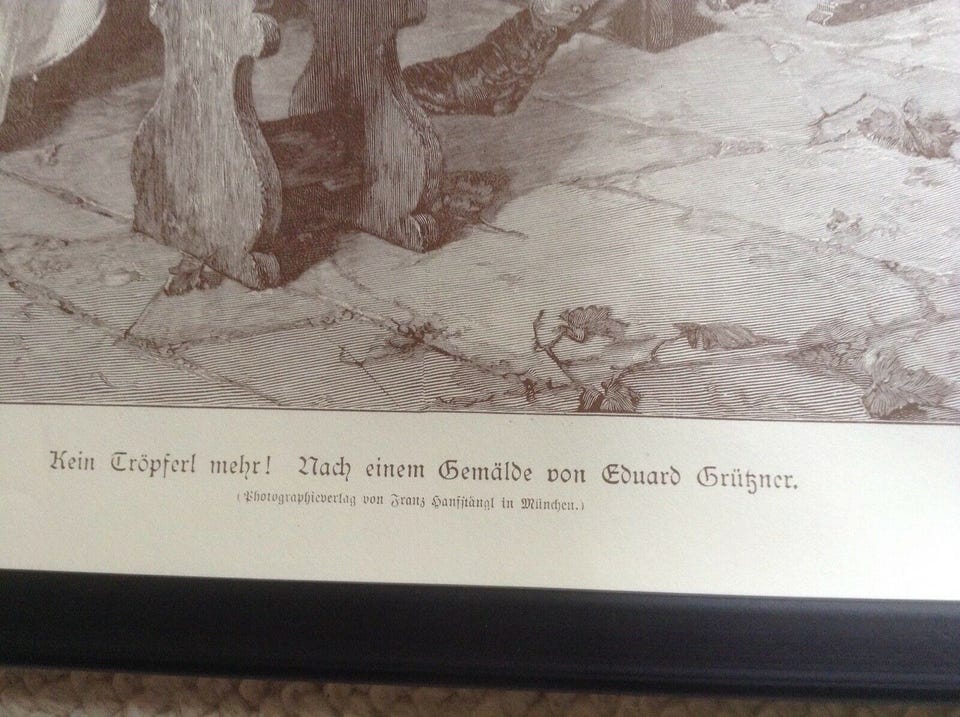 Kein Tröpferl mehr! Nach einem Gemälde von Eduard Grützner.
(Photographieverlag von Franz Hanfstängl in München.)